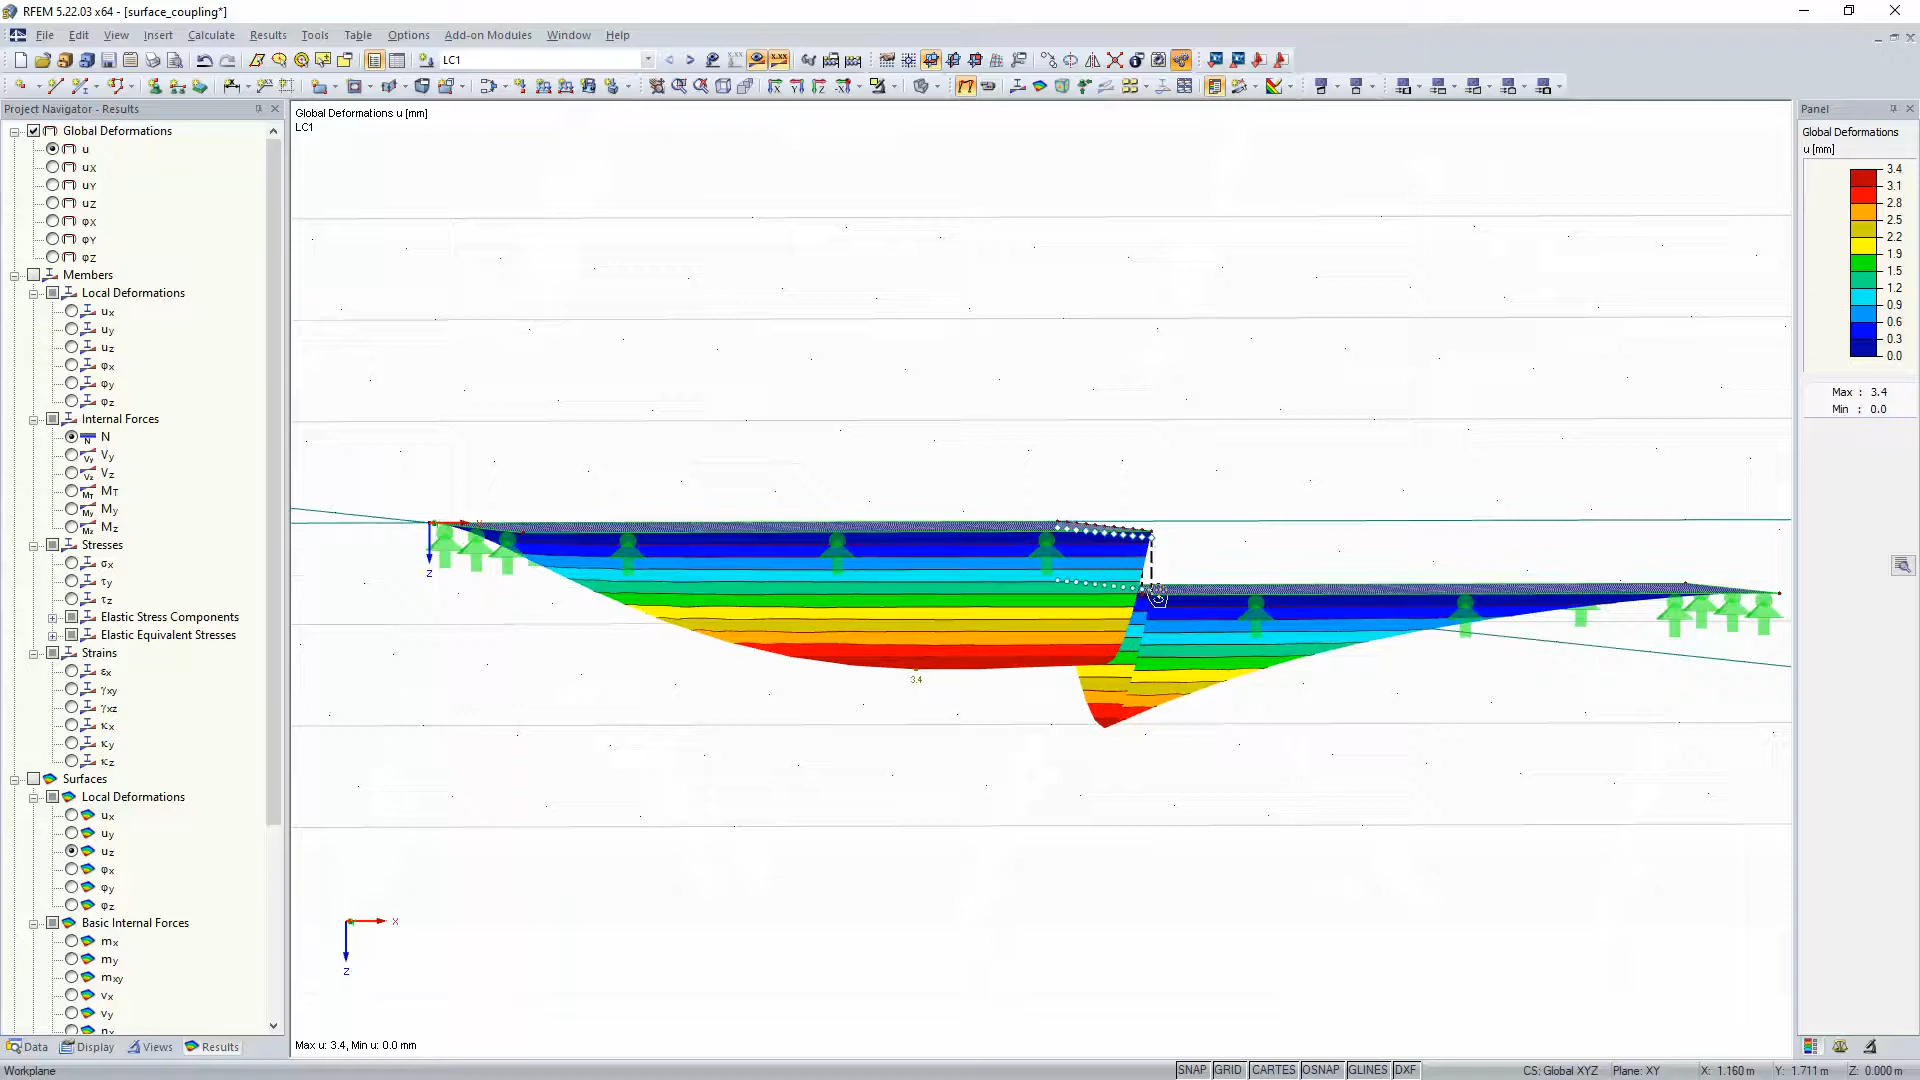 RFEM 5.22.03 x64 - [surface_coupling*]
File Edit View Insert Calculate Results Tools Table Options Add-on Modules Window Help
LC1
Project Navigator - Results
Global Deformations
u
uX
uY
uZ
φX
φY
φZ
Members
Local Deformations
ux
uy
uz
φx
φy
φz
Internal Forces
N
Vy
Vz
MT
My
Mz
Stresses
σx
τy
τz
Elastic Stress Components
Elastic Equivalent Stresses
Strains
εx
γxy
γxz
κx
κy
κz
Surfaces
Local Deformations
ux
uy
uz
φx
φy
φz
Basic Internal Forces
mx
my
mxy
vx
vy
nx
Data Display Views Results
Global Deformations u [mm]
LC1
Z
3.4
X
Z
Max u: 3.4, Min u: 0.0 mm
Panel
Global Deformations
u [mm]
3.4
3.1
2.8
2.5
2.2
1.9
1.5
1.2
0.9
0.6
0.3
0.0
Max : 3.4
Min : 0.0
Workplane
SNAP GRID CARTES OSNAP GLINES DXF
CS: Global XYZ Plane: XY X: 1.160 m Y: 1.711 m Z: 0.000 m